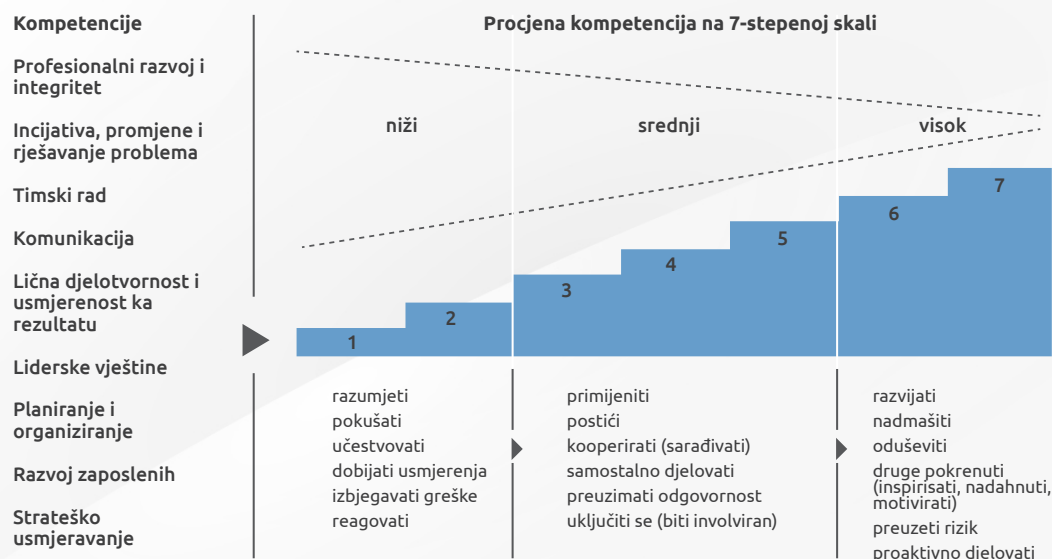 Kompetencije
Profesionalni razvoj i
integritet
Incijativa, promjene i
rješavanje problema
Timski rad
Komunikacija
Lična djelotvornost i
usmjerenost ka
rezultatu
Liderske vještine
Planiranje i
organiziranje
Razvoj zaposlenih
Strateško
usmjeravanje
Procjena kompetencija na 7-stepenoj skali
niži
srednji
visok
1
2
3
4
5
6
7
razumjeti
pokušati
učestvovati
dobijati usmjerenja
izbjegavati greške
reagovati
primijeniti
postići
kooperirati (sarađivati)
samostalno djelovati
preuzimati odgovornost
uključiti se (biti involviran)
razvijati
nadmašiti
oduševiti
druge pokrenuti
(inspirisati, nadahnuti,
motivirati)
preuzeti rizik
proaktivno djelovati